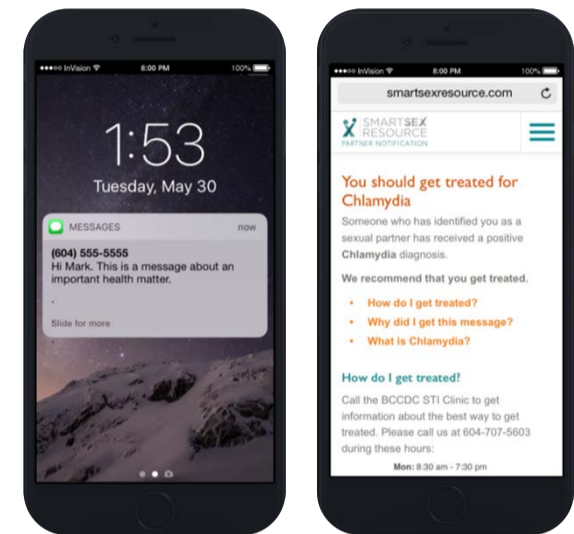 ●●●●○ InVision 8:00 PM 100%
1:53
Tuesday, May 30
MESSAGES now
(604) 555-5555
Hi Mark. This is a message about an
important health matter.
.
Slide for more
●●●●○ InVision 8:00 PM 100%
smartsexresource.com
SMARTSEX
RESOURCE
PARTNER NOTIFICATION
You should get treated for
Chlamydia
Someone who has identified you as a
sexual partner has received a positive
Chlamydia diagnosis.
We recommend that you get treated.
• How do I get treated?
• Why did I get this message?
• What is Chlamydia?
How do I get treated?
Call the BCCDC STI Clinic to get
information about the best way to get
treated. Please call us at 604-707-5603
during these hours:
Mon: 8:30 am - 7:30 pm